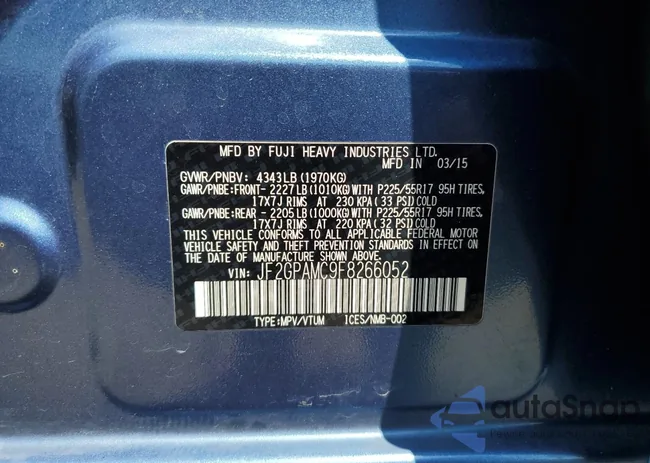 MFD BY FUJI HEAVY INDUSTRIES LTD.
MFD IN 03/15
GVWR/PNBV: 4343LB (1970KG)
GAWR/PNBE:FRONT- 2227LB (1010KG) WITH P225/55R17 95H TIRES,
17X7J RIMS AT 230 KPA (33 PSI) COLD
GAWR/PNBE:REAR - 2205LB (1000KG) WITH P225/55R17 95H TIRES,
17X7J RIMS AT 220 KPA (32 PSI) COLD
THIS VEHICLE CONFORMS TO ALL APPLICABLE FEDERAL MOTOR
VEHICLE SAFETY AND THEFT PREVENTION STANDARDS IN EFFECT
ON THE DATE OF MANUFACTURE SHOWN ABOVE.
VIN: JF2GPAMC9F8266052
TYPE:MPV/VTUM ICES/NMB-002
autoSnap